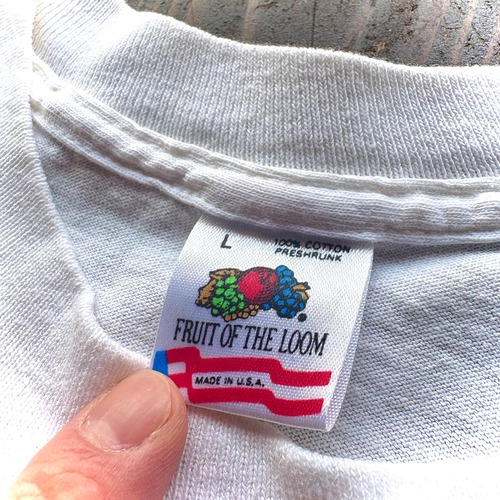 L
100% COTTON
PRESHRUNK
FRUIT OF THE LOOM
MADE IN U.S.A.